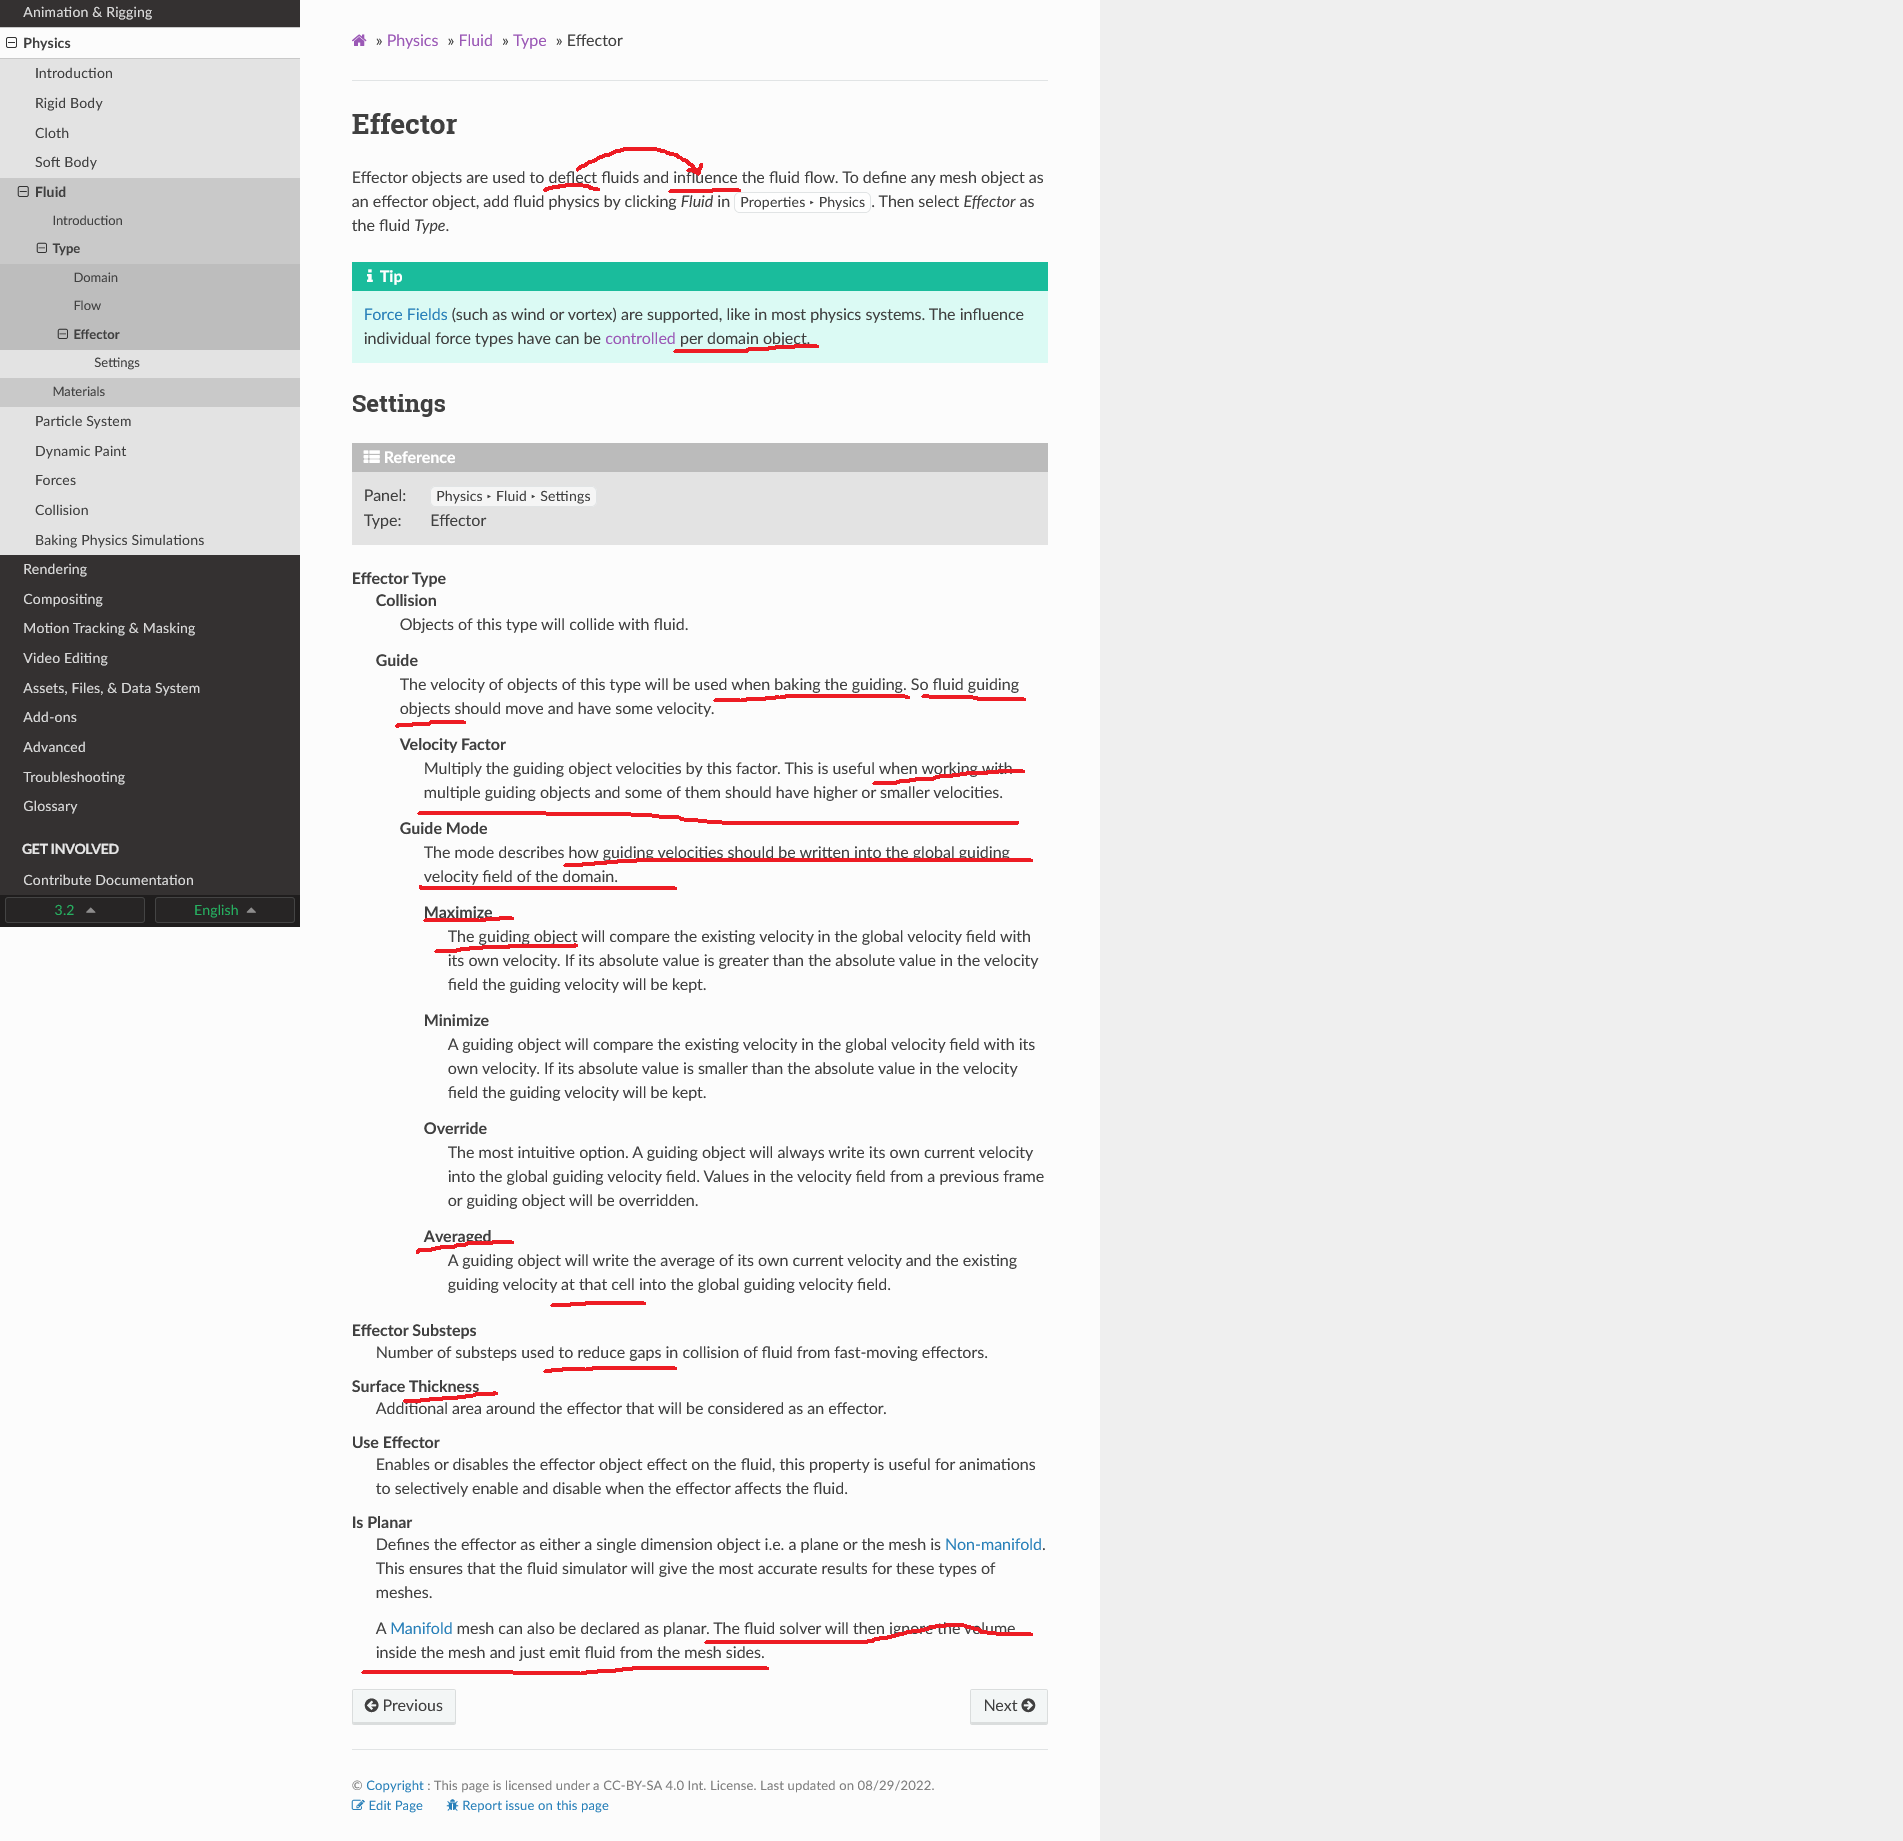 Animation & Rigging
Physics
Introduction
Rigid Body
Cloth
Soft Body
Fluid
Introduction
Type
Domain
Flow
Effector
Settings
Materials
Particle System
Dynamic Paint
Forces
Collision
Baking Physics Simulations
Rendering
Compositing
Motion Tracking & Masking
Video Editing
Assets, Files, & Data System
Add-ons
Advanced
Troubleshooting
Glossary
GET INVOLVED
Contribute Documentation
3.2 English
» Physics » Fluid » Type » Effector
Effector
Effector objects are used to deflect fluids and influence the fluid flow. To define any mesh object as
an effector object, add fluid physics by clicking Fluid in Properties ‣ Physics. Then select Effector as
the fluid Type.
Tip
Force Fields (such as wind or vortex) are supported, like in most physics systems. The influence
individual force types have can be controlled per domain object.
Settings
Reference
Panel: Physics ‣ Fluid ‣ Settings
Type: Effector
Effector Type
Collision
Objects of this type will collide with fluid.
Guide
The velocity of objects of this type will be used when baking the guiding. So fluid guiding
objects should move and have some velocity.
Velocity Factor
Multiply the guiding object velocities by this factor. This is useful when working with
multiple guiding objects and some of them should have higher or smaller velocities.
Guide Mode
The mode describes how guiding velocities should be written into the global guiding
velocity field of the domain.
Maximize
The guiding object will compare the existing velocity in the global velocity field with
its own velocity. If its absolute value is greater than the absolute value in the velocity
field the guiding velocity will be kept.
Minimize
A guiding object will compare the existing velocity in the global velocity field with its
own velocity. If its absolute value is smaller than the absolute value in the velocity
field the guiding velocity will be kept.
Override
The most intuitive option. A guiding object will always write its own current velocity
into the global guiding velocity field. Values in the velocity field from a previous frame
or guiding object will be overridden.
Averaged
A guiding object will write the average of its own current velocity and the existing
guiding velocity at that cell into the global guiding velocity field.
Effector Substeps
Number of substeps used to reduce gaps in collision of fluid from fast-moving effectors.
Surface Thickness
Additional area around the effector that will be considered as an effector.
Use Effector
Enables or disables the effector object effect on the fluid, this property is useful for animations
to selectively enable and disable when the effector affects the fluid.
Is Planar
Defines the effector as either a single dimension object i.e. a plane or the mesh is Non-manifold.
This ensures that the fluid simulator will give the most accurate results for these types of
meshes.
A Manifold mesh can also be declared as planar. The fluid solver will then ignore the volume
inside the mesh and just emit fluid from the mesh sides.
Previous Next
© Copyright : This page is licensed under a CC-BY-SA 4.0 Int. License. Last updated on 08/29/2022.
Edit Page Report issue on this page